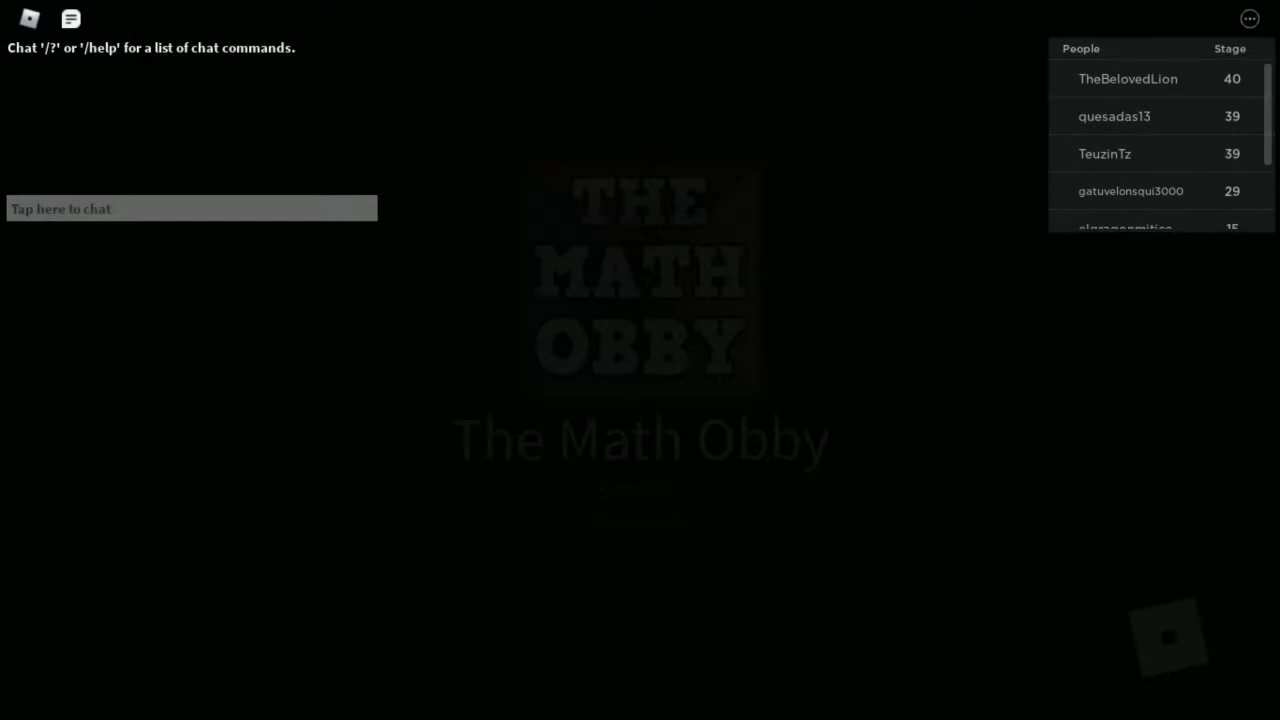 Chat '/?' or '/help' for a list of chat commands.
Tap here to chat
People Stage
TheBelovedLion 40
quesadas13 39
TeuzinTz 39
gatuvelonsqui3000 29
THE
MATH
OBBY
The Math Obby